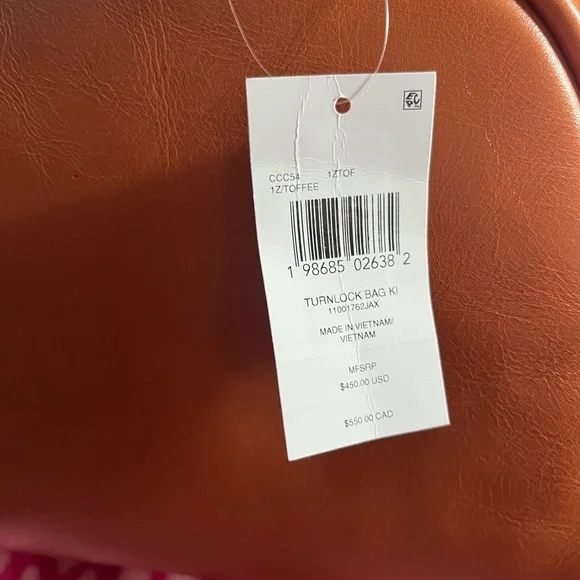 CCC54 1ZTOF
1Z/TOFFEE
1 98685 02638 2
TURNLOCK BAG KI
11001762JAX
MADE IN VIETNAM/
VIETNAM
MFSRP
$450.00 USD
$550.00 CAD